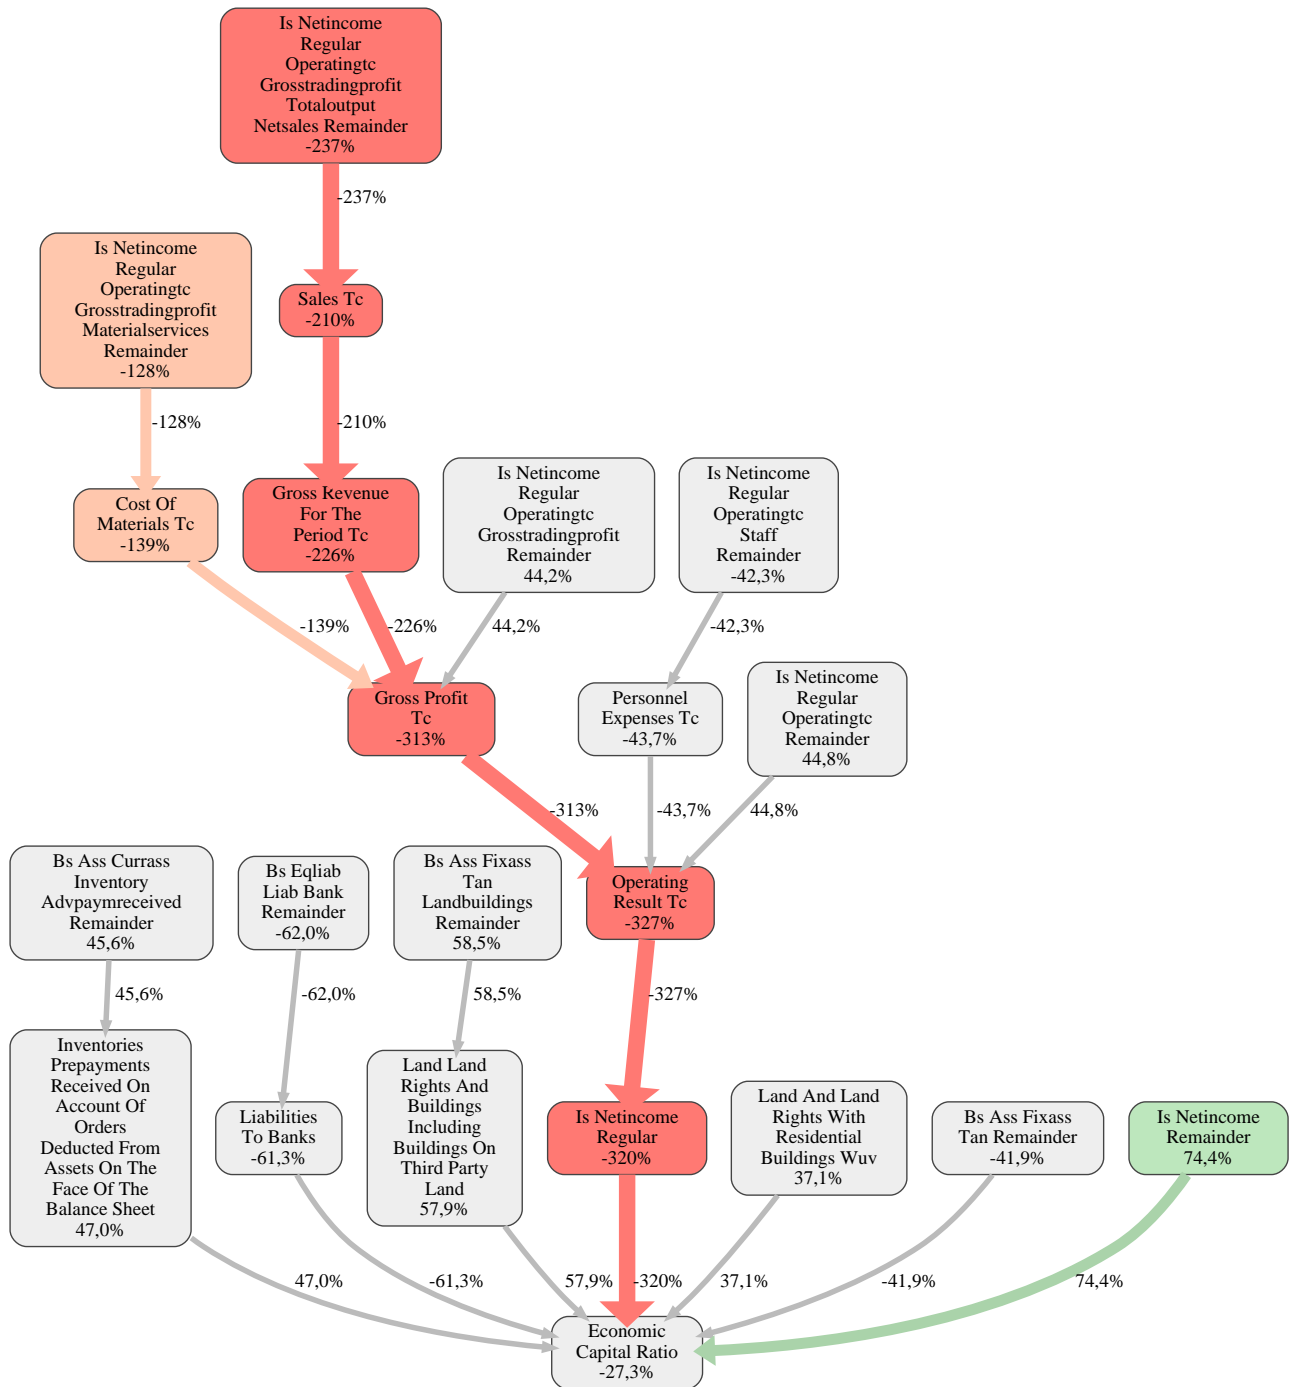 Is Netincome
Regular
Operatingtc
Grosstradingprofit
Totaloutput
Netsales Remainder
-237%
-237%
Is Netincome
Regular
Operatingtc
Grosstradingprofit
Materialservices
Remainder
-128%
Sales Tc
-210%
-128%
-210%
Cost Of
Materials Tc
-139%
Gross Revenue
For The
Period Tc
-226%
Is Netincome
Regular
Operatingtc
Grosstradingprofit
Remainder
44,2%
Is Netincome
Regular
Operatingtc
Staff
Remainder
-42,3%
-139%
-226%
44,2%
-42,3%
Gross Profit
Tc
-313%
Personnel
Expenses Tc
-43,7%
Is Netincome
Regular
Operatingtc
Remainder
44,8%
-313%
-43,7%
44,8%
Bs Ass Currass
Inventory
Advpaymreceived
Remainder
45,6%
Bs Eqliab
Liab Bank
Remainder
-62,0%
Bs Ass Fixass
Tan
Landbuildings
Remainder
58,5%
Operating
Result Tc
-327%
45,6%
-62,0%
58,5%
-327%
Inventories
Prepayments
Received On
Account Of
Orders
Deducted From
Assets On The
Face Of The
Balance Sheet
47,0%
Liabilities
To Banks
-61,3%
Land Land
Rights And
Buildings
Including
Buildings On
Third Party
Land
57,9%
Is Netincome
Regular
-320%
Land And Land
Rights With
Residential
Buildings Wuv
37,1%
Bs Ass Fixass
Tan Remainder
-41,9%
Is Netincome
Remainder
74,4%
47,0%
-61,3%
57,9%
-320%
37,1%
-41,9%
74,4%
Economic
Capital Ratio
-27,3%